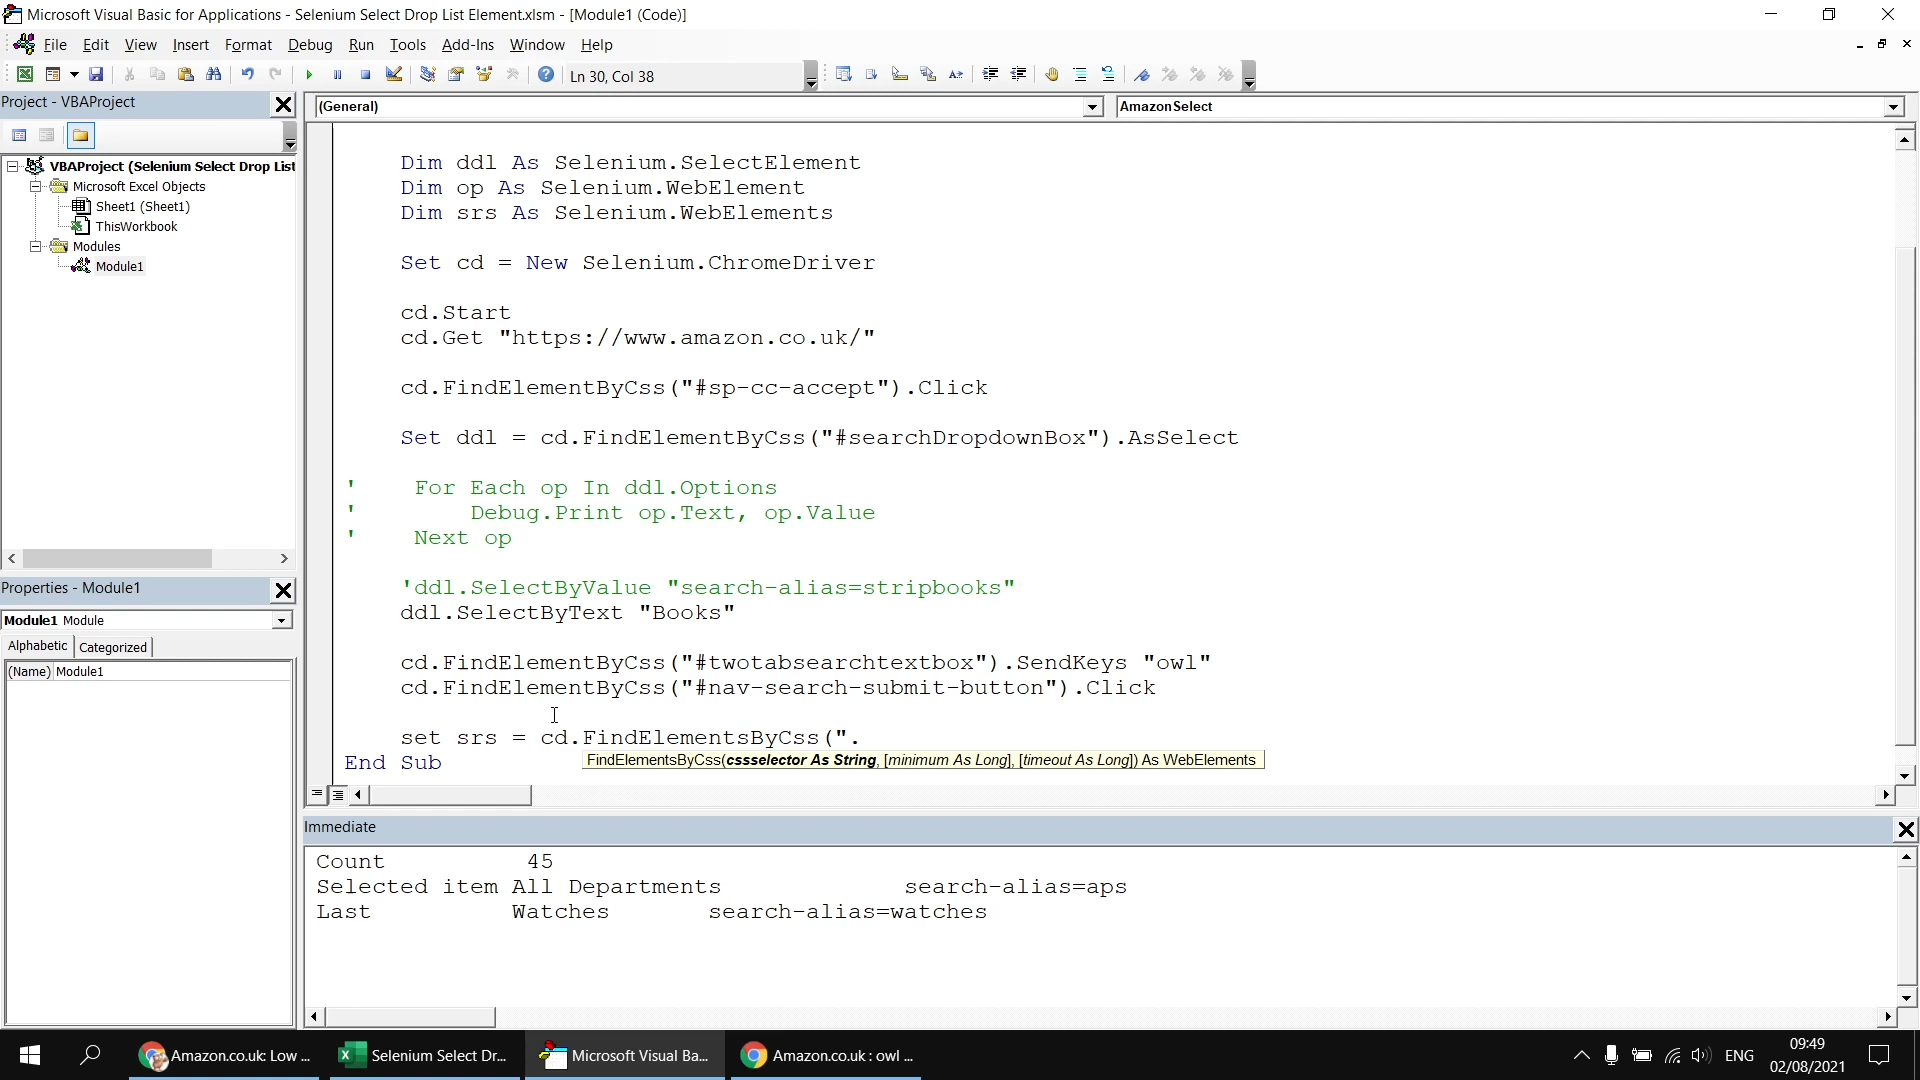 Microsoft Visual Basic for Applications - Selenium Select Drop List Element.xlsm - [Module1 (Code)]
File Edit View Insert Format Debug Run Tools Add-Ins Window Help
Ln 30, Col 38
Project - VBAProject
(General)
AmazonSelect
VBAProject (Selenium Select Drop List
Microsoft Excel Objects
Sheet1 (Sheet1)
ThisWorkbook
Modules
Module1
Properties - Module1
Module1 Module
Alphabetic Categorized
(Name) Module1
Dim ddl As Selenium.SelectElement
Dim op As Selenium.WebElement
Dim srs As Selenium.WebElements
Set cd = New Selenium.ChromeDriver
cd.Start
cd.Get "https://www.amazon.co.uk/"
cd.FindElementByCss("#sp-cc-accept").Click
Set ddl = cd.FindElementByCss("#searchDropdownBox").AsSelect
' For Each op In ddl.Options
' Debug.Print op.Text, op.Value
' Next op
'ddl.SelectByValue "search-alias=stripbooks"
ddl.SelectByText "Books"
cd.FindElementByCss("#twotabsearchtextbox").SendKeys "owl"
cd.FindElementByCss("#nav-search-submit-button").Click
set srs = cd.FindElementsByCss(".
FindElementsByCss(cssselector As String, [minimum As Long], [timeout As Long]) As WebElements
End Sub
Immediate
Count 45
Selected item All Departments search-alias=aps
Last Watches search-alias=watches
Amazon.co.uk: Low ...
Selenium Select Dr...
Microsoft Visual Ba...
Amazon.co.uk : owl ...
ENG
09:49
02/08/2021